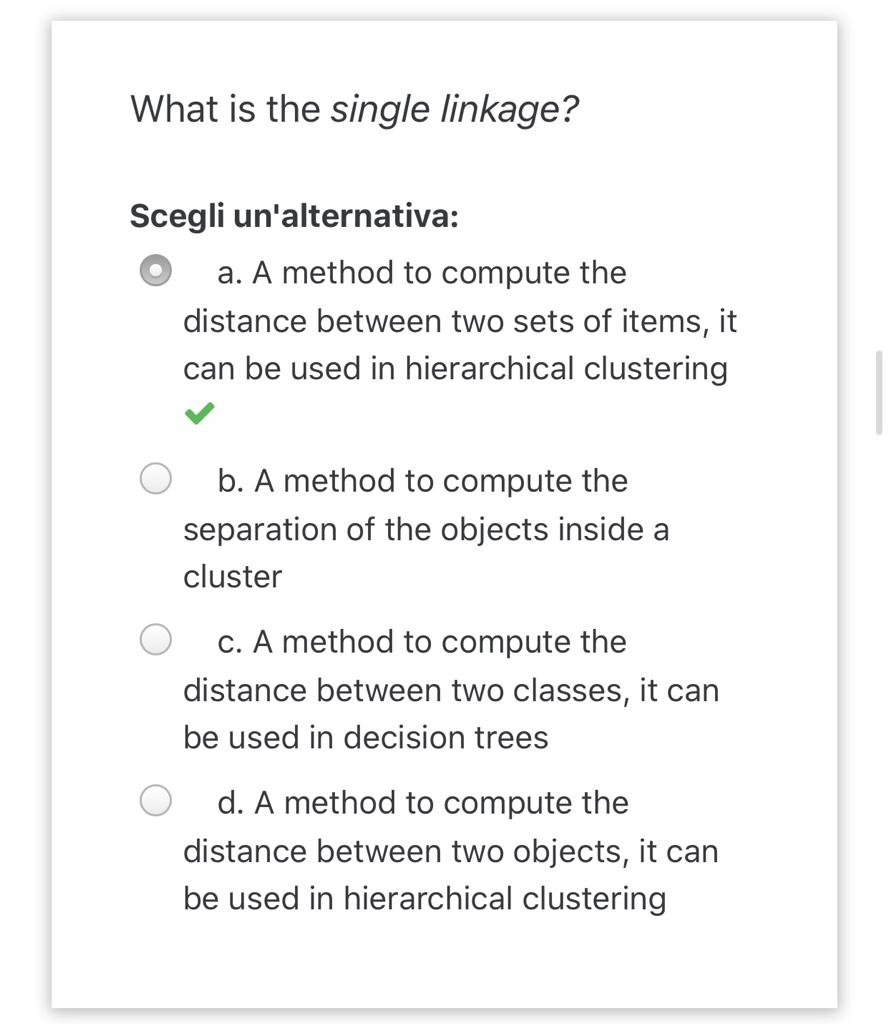 What is the single linkage?
Scegli un'alternativa:
a. A method to compute the
distance between two sets of items, it
can be used in hierarchical clustering
b. A method to compute the
separation of the objects inside a
cluster
c. A method to compute the
distance between two classes, it can
be used in decision trees
d. A method to compute the
distance between two objects, it can
be used in hierarchical clustering